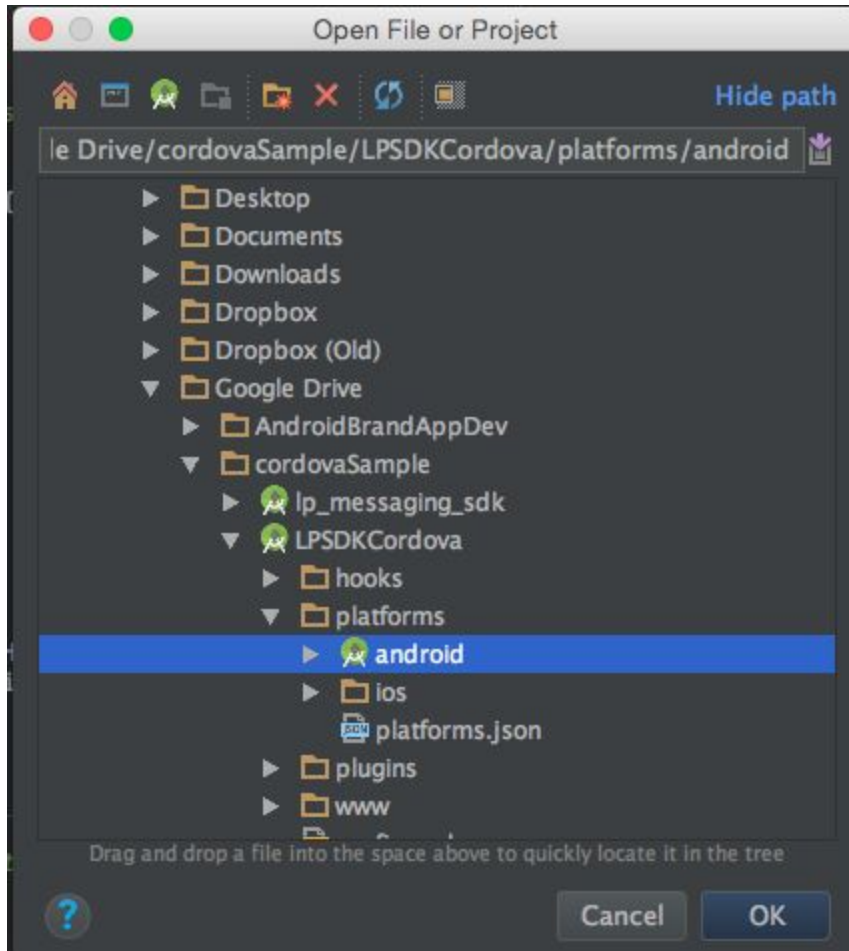 Open File or Project
Hide path
le Drive/cordovaSample/LPSDKCordova/platforms/android
Desktop
Documents
Downloads
Dropbox
Dropbox (Old)
Google Drive
AndroidBrandAppDev
cordovaSample
lp_messaging_sdk
LPSDKCordova
hooks
platforms
android
ios
JSON platforms.json
plugins
www
Drag and drop a file into the space above to quickly locate it in the tree
? Cancel OK